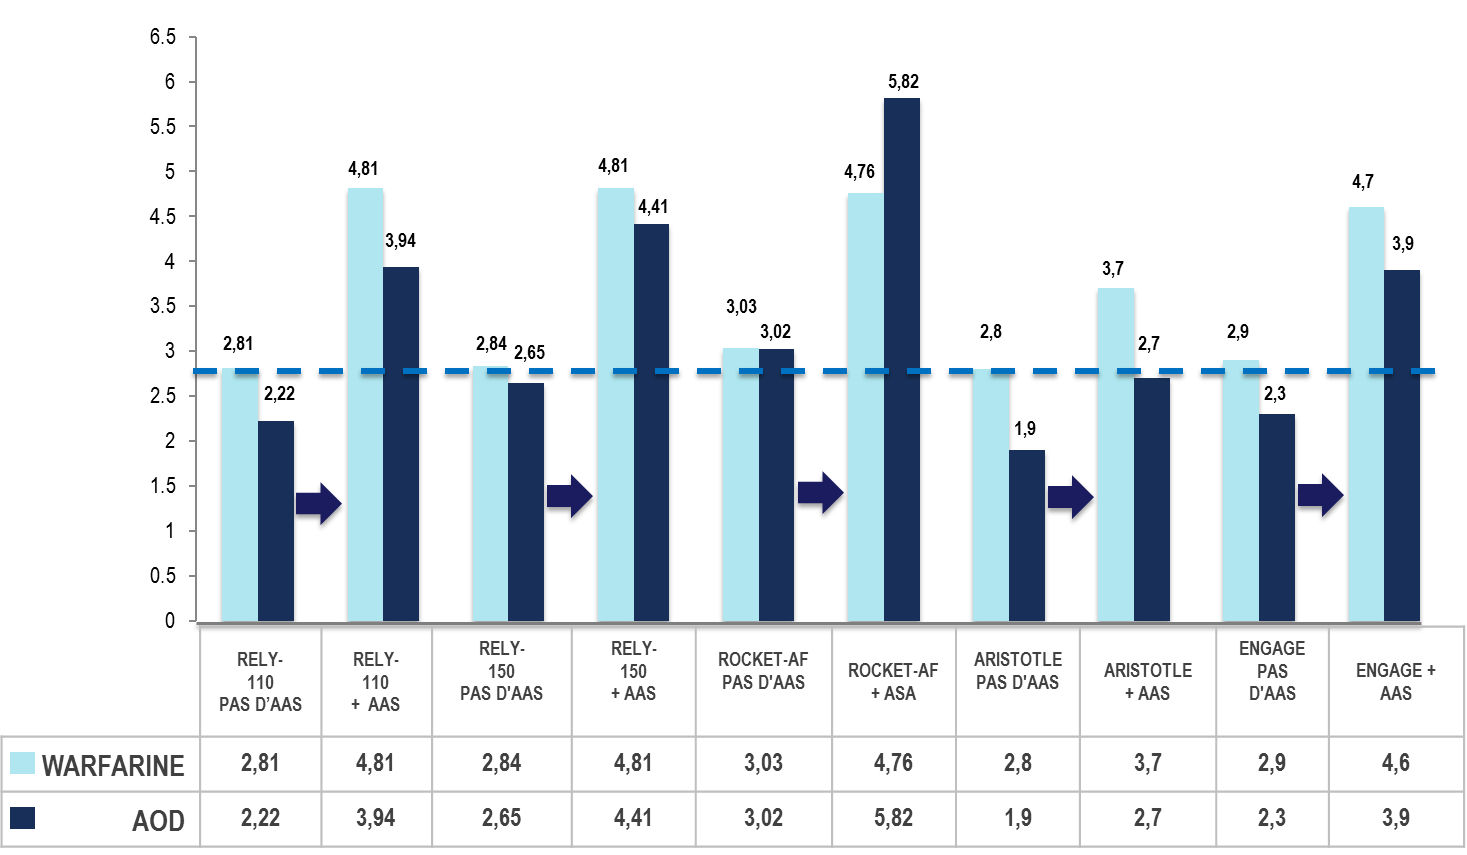 6.5
6
5.5
5
4.5
4
3.5
3
2.5
2
1.5
1
0.5
0
2,81
2,22
4,81
3,94
2,84
2,65
4,81
4,41
3,03
3,02
4,76
5,82
2,8
1,9
3,7
2,7
2,9
2,3
4,7
3,9
RELY-
110
PAS D’AAS
RELY-
110
+ AAS
RELY-
150
PAS D'AAS
RELY-
150
+ AAS
ROCKET-AF
PAS D'AAS
ROCKET-AF
+ ASA
ARISTOTLE
PAS D'AAS
ARISTOTLE
+ AAS
ENGAGE
PAS
D'AAS
ENGAGE +
AAS
WARFARINE 2,81 4,81 2,84 4,81 3,03 4,76 2,8 3,7 2,9 4,6
AOD 2,22 3,94 2,65 4,41 3,02 5,82 1,9 2,7 2,3 3,9